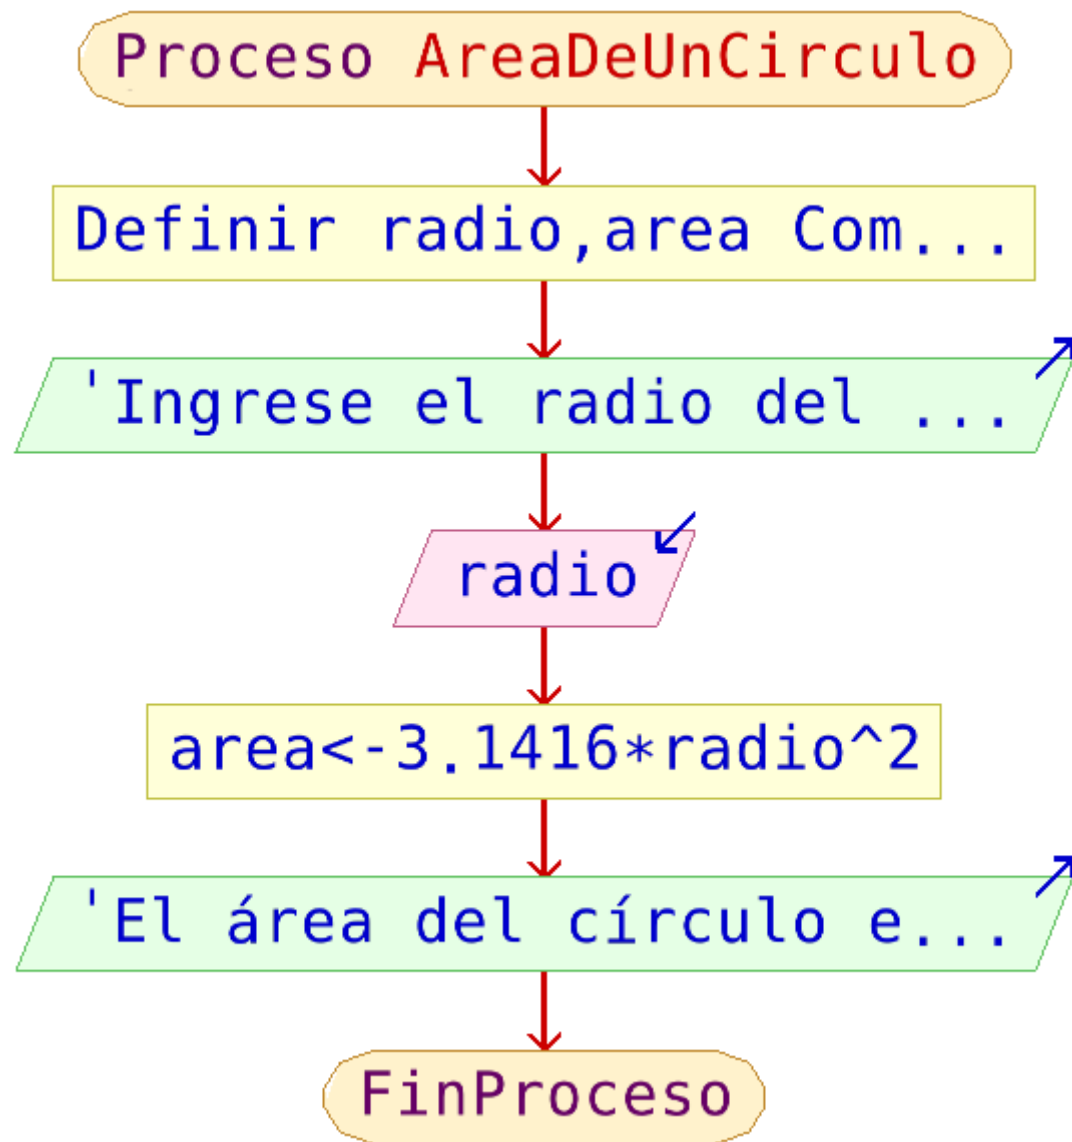 Proceso AreaDeUnCirculo
Definir radio,area Com...
'Ingrese el radio del ...
radio
area<-3.1416*radio^2
'El área del círculo e...
FinProceso